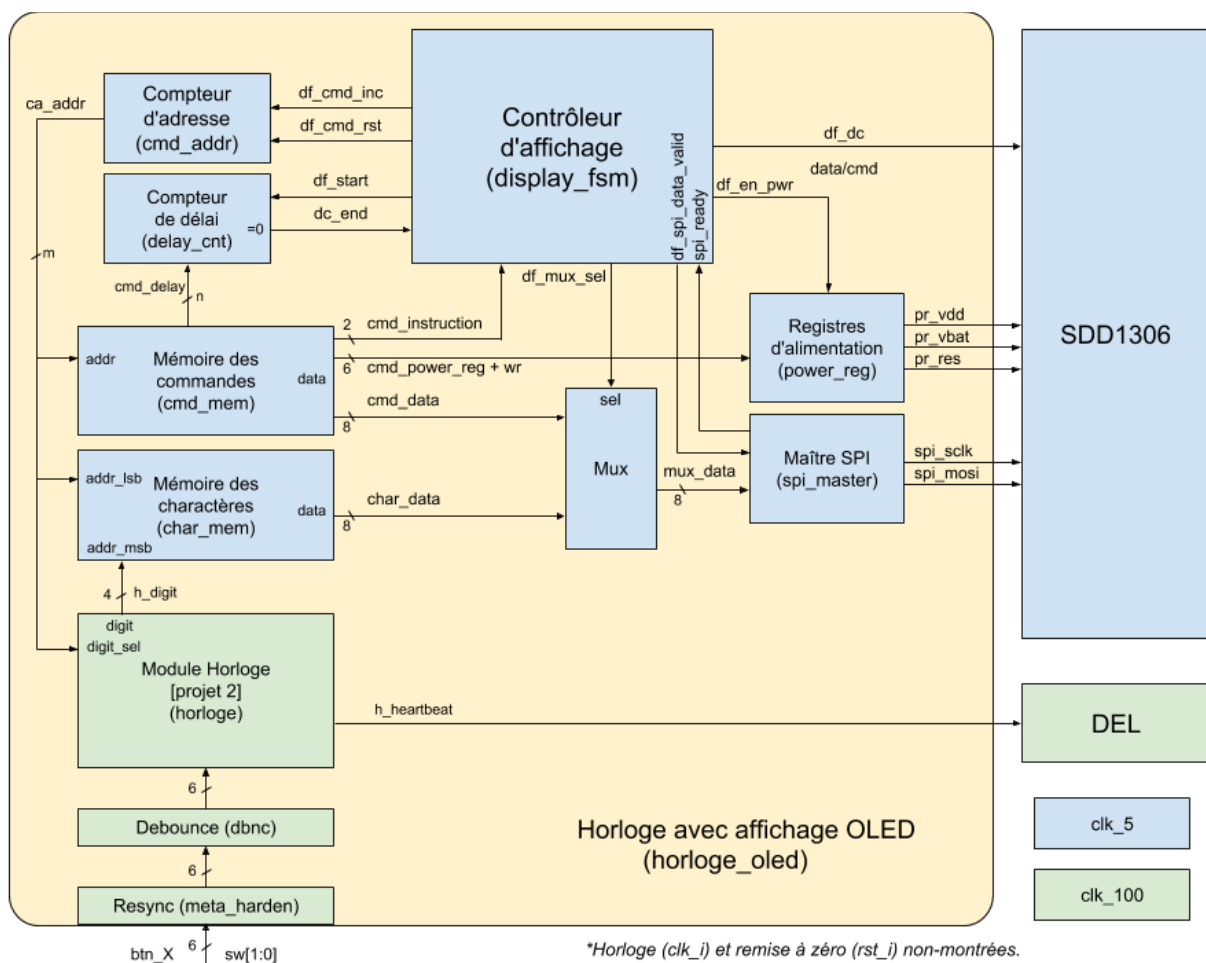 ca_addr
Compteur
d'adresse
(cmd_addr)
df_cmd_inc
df_cmd_rst
Compteur
de délai
(delay_cnt)
=0
df_start
dc_end
Contrôleur
d'affichage
(display_fsm)
df_spi_data_valid
spi_ready
df_dc
data/cmd
df_en_pwr
SDD1306
m
cmd_delay
n
df_mux_sel
2
cmd_instruction
addr
Mémoire des
commandes
(cmd_mem)
data
6
cmd_power_reg + wr
8
cmd_data
Registres
d'alimentation
(power_reg)
pr_vdd
pr_vbat
pr_res
addr_lsb
Mémoire des
charactères
(char_mem)
data
addr_msb
8
char_data
sel
Mux
mux_data
8
Maître SPI
(spi_master)
spi_sclk
spi_mosi
4
h_digit
digit
digit_sel
Module Horloge
[projet 2]
(horloge)
h_heartbeat
DEL
6
Debounce (dbnc)
6
Resync (meta_harden)
btn_X
6
sw[1:0]
Horloge avec affichage OLED
(horloge_oled)
clk_5
clk_100
*Horloge (clk_i) et remise à zéro (rst_i) non-montrées.